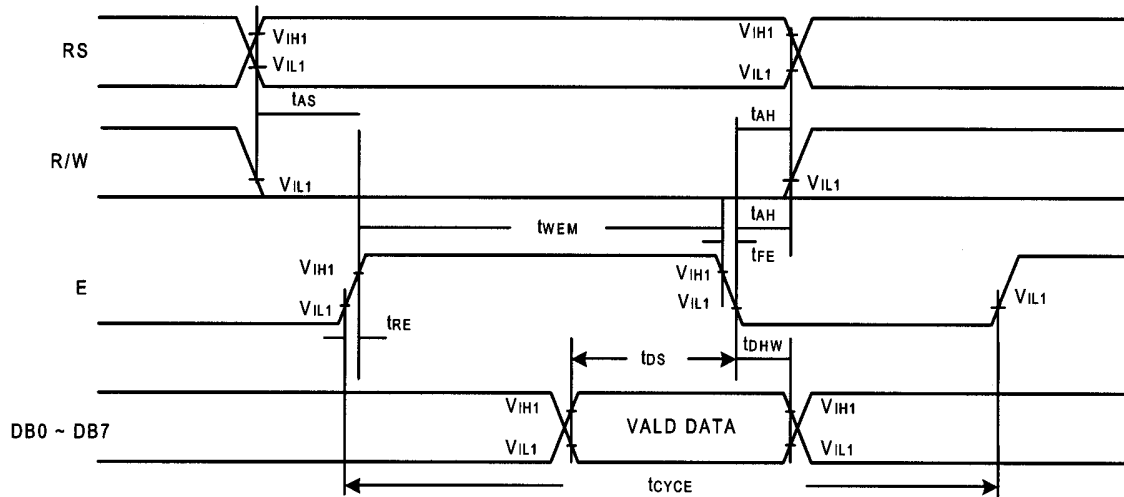 RS
VIH1
VIL1
VIH1
VIL1
tAS
tAH
R/W
VIL1
VIL1
tWEM
tAH
tFE
E
VIH1
VIL1
VIH1
VIL1
VIL1
tRE
tDS
tDHW
DB0 ~ DB7
VIH1
VIL1
VALD DATA
VIH1
VIL1
tCYCE